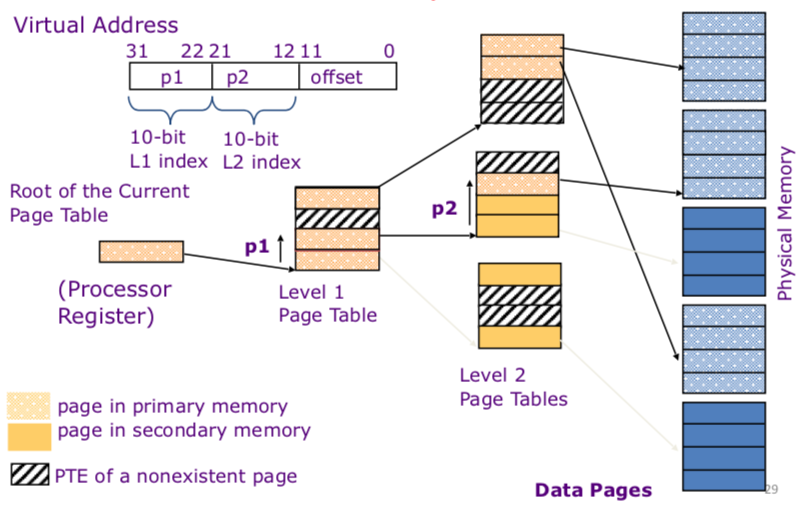 Virtual Address
31 22 21 12 11 0
p1 p2 offset
10-bit
L1 index
10-bit
L2 index
Root of the Current
Page Table
p1
p2
(Processor
Register)
Level 1
Page Table
Level 2
Page Tables
Physical Memory
page in primary memory
page in secondary memory
PTE of a nonexistent page
Data Pages
29